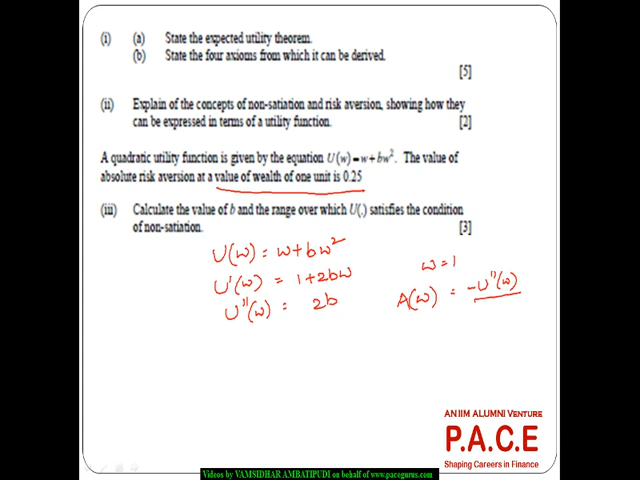 (i) (a) State the expected utility theorem.
(b) State the four axioms from which it can be derived.
[5]
(ii) Explain of the concepts of non-satiation and risk aversion, showing how they
can be expressed in terms of a utility function. [2]
A quadratic utility function is given by the equation U(w)=w+bw². The value of
absolute risk aversion at a value of wealth of one unit is 0.25
(iii) Calculate the value of b and the range over which U(.) satisfies the condition
of non-satiation. [3]
U(w) = w+bw²
U'(w) = 1+2bw
U''(w) = 2b
w=1
A(w) = -U''(w)
ANIIM ALUMNI VENTURE
P.A.C.E
Shaping Careers in Finance
Videos by VAMSIDHAR AMBATIPUDI on behalf of www.pacegurus.com